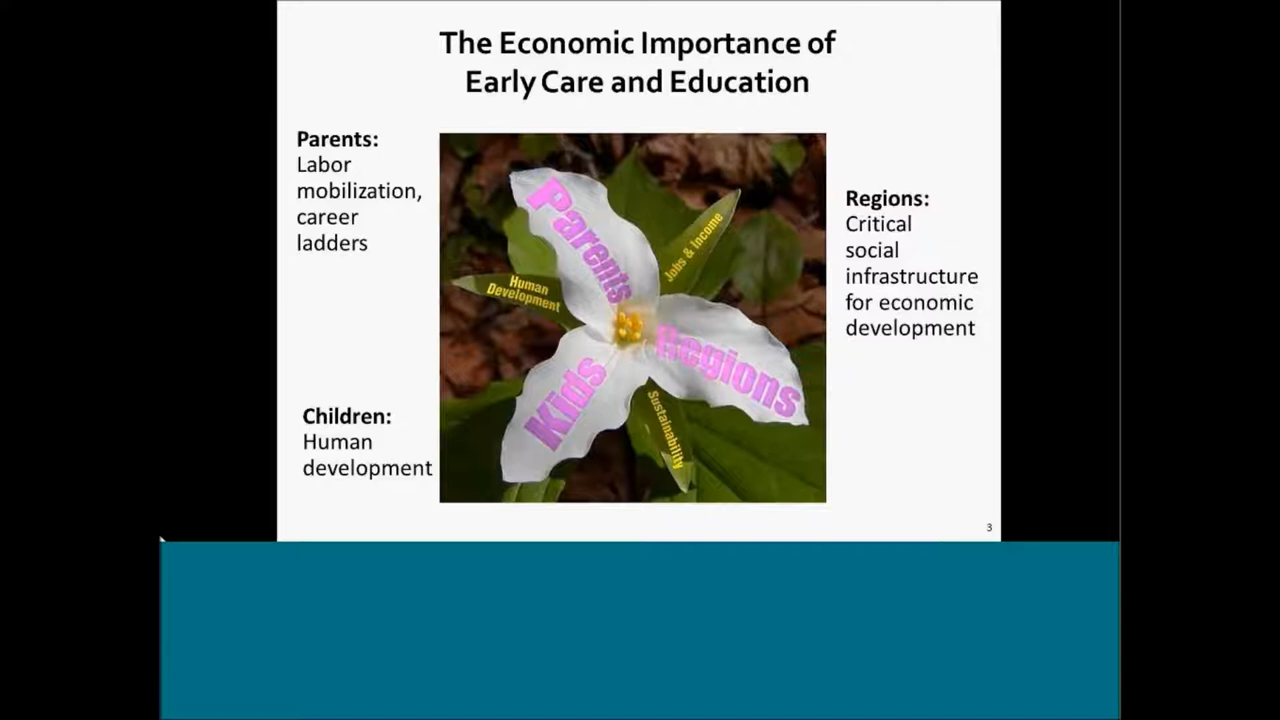 The Economic Importance of
Early Care and Education
Parents:
Labor
mobilization,
career
ladders
Children:
Human
development
Parents
Jobs & Income
Human
Development
Regions
Kids
Sustainability
Regions:
Critical
social
infrastructure
for economic
development
3